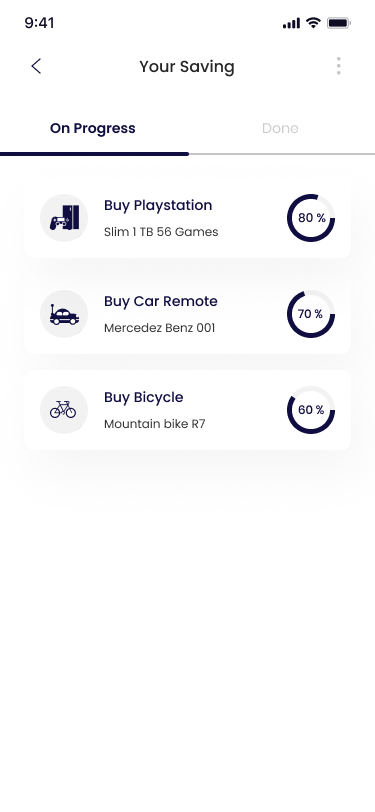 9:41
Your Saving
On Progress
Done
Buy Playstation
Slim 1 TB 56 Games
80 %
Buy Car Remote
Mercedez Benz 001
70 %
Buy Bicycle
Mountain bike R7
60 %